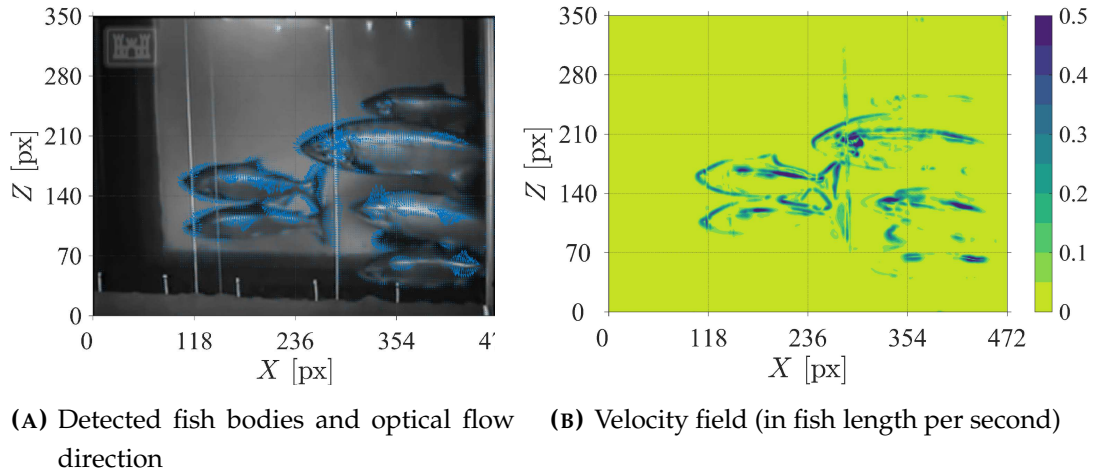 350
280
210
140
70
0
Z [px]
0 118 236 354 4
X [px]
350
280
210
140
70
0
Z [px]
0 118 236 354 472
X [px]
0.5
0.4
0.3
0.2
0.1
0
(A) Detected fish bodies and optical flow
direction
(B) Velocity field (in fish length per second)